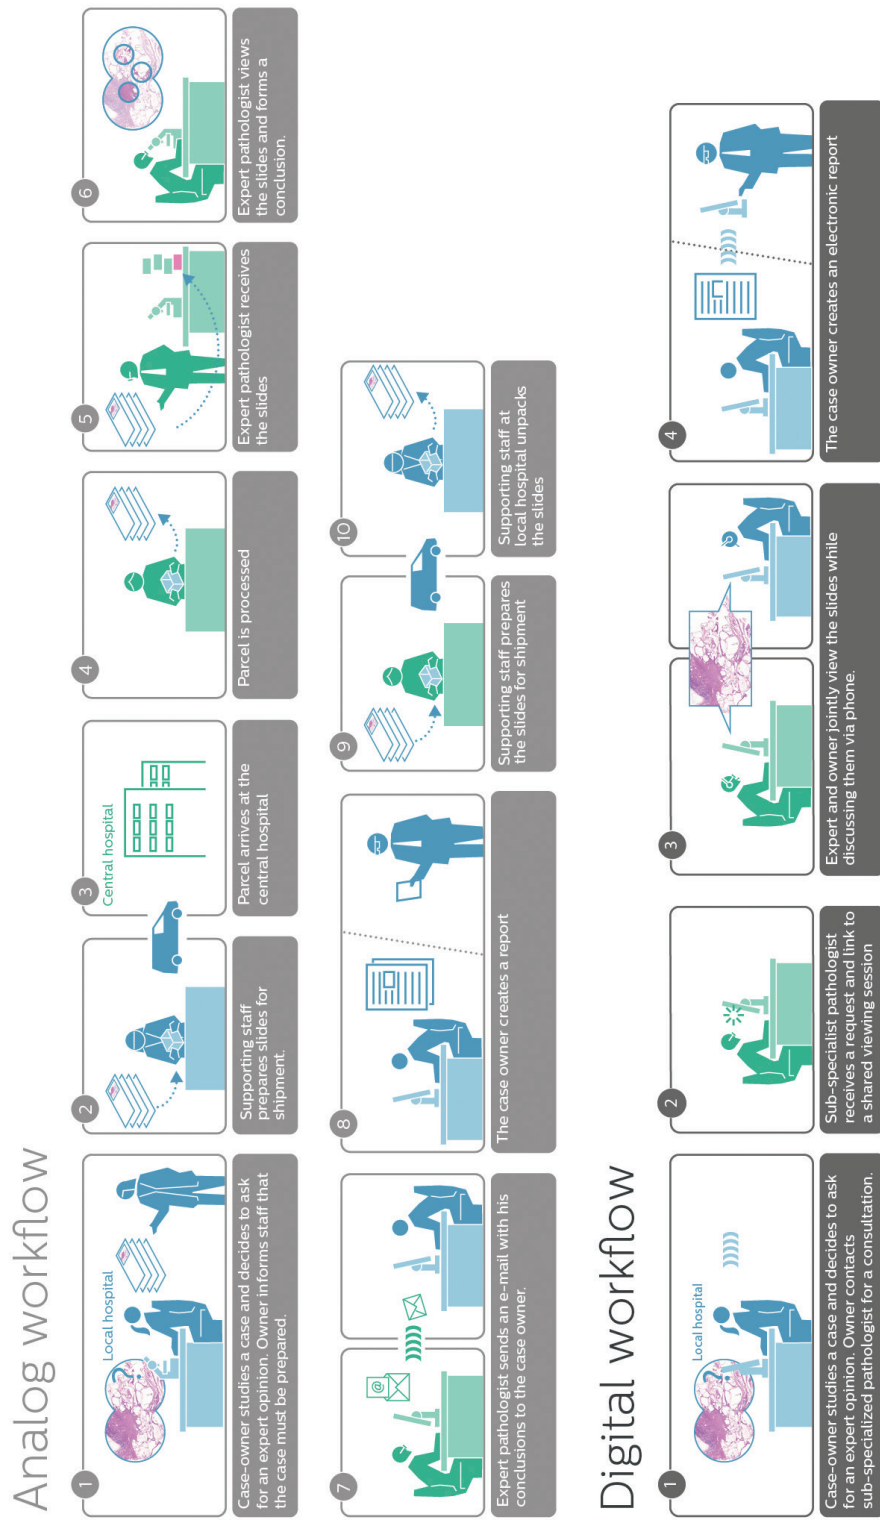 Analog workflow
1
Local hospital
Case-owner studies a case and decides to ask
for an expert opinion. Owner informs staff that
the case must be prepared.
2
Supporting staff
prepares slides for
shipment.
3
Central hospital
Parcel arrives at the
central hospital
4
Parcel is processed
5
Expert pathologist receives
the slides
6
Expert pathologist views
the slides and forms a
conclusion.
7
@
Expert pathologist sends an e-mail with his
conclusions to the case owner.
8
The case owner creates a report
9
Supporting staff prepares
the slides for shipment
10
Supporting staff at
local hospital unpacks
the slides
Digital workflow
1
Local hospital
Case-owner studies a case and decides to ask
for an expert opinion. Owner contacts
sub-specialized pathologist for a consultation.
2
Sub-specialist pathologist
receives a request and link to
a shared viewing session
3
Expert and owner jointly view the slides while
discussing them via phone.
4
The case owner creates an electronic report